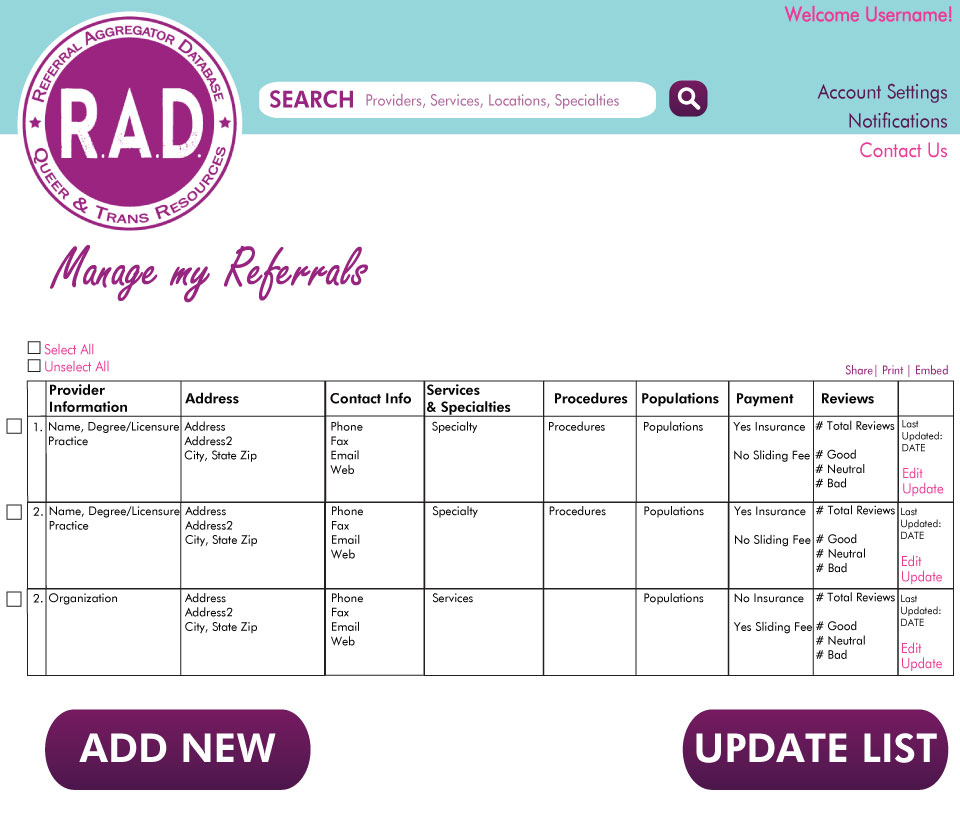 Welcome Username!
REFERRAL AGGREGATOR DATABASE
R.A.D.
QUEER & TRANS RESOURCES
SEARCH Providers, Services, Locations, Specialties
Account Settings
Notifications
Contact Us
Manage my Referrals
Select All
Unselect All
Share| Print | Embed
Provider
Information
Address
Contact Info
Services
& Specialties
Procedures
Populations
Payment
Reviews
1.
Name, Degree/Licensure
Practice
Address
Address2
City, State Zip
Phone
Fax
Email
Web
Specialty
Procedures
Populations
Yes Insurance
No Sliding Fee
# Total Reviews
# Good
# Neutral
# Bad
Last
Updated:
DATE
Edit
Update
2.
Name, Degree/Licensure
Practice
Address
Address2
City, State Zip
Phone
Fax
Email
Web
Specialty
Procedures
Populations
Yes Insurance
No Sliding Fee
# Total Reviews
# Good
# Neutral
# Bad
Last
Updated:
DATE
Edit
Update
2.
Organization
Address
Address2
City, State Zip
Phone
Fax
Email
Web
Services
Populations
No Insurance
Yes Sliding Fee
# Total Reviews
# Good
# Neutral
# Bad
Last
Updated:
DATE
Edit
Update
ADD NEW
UPDATE LIST